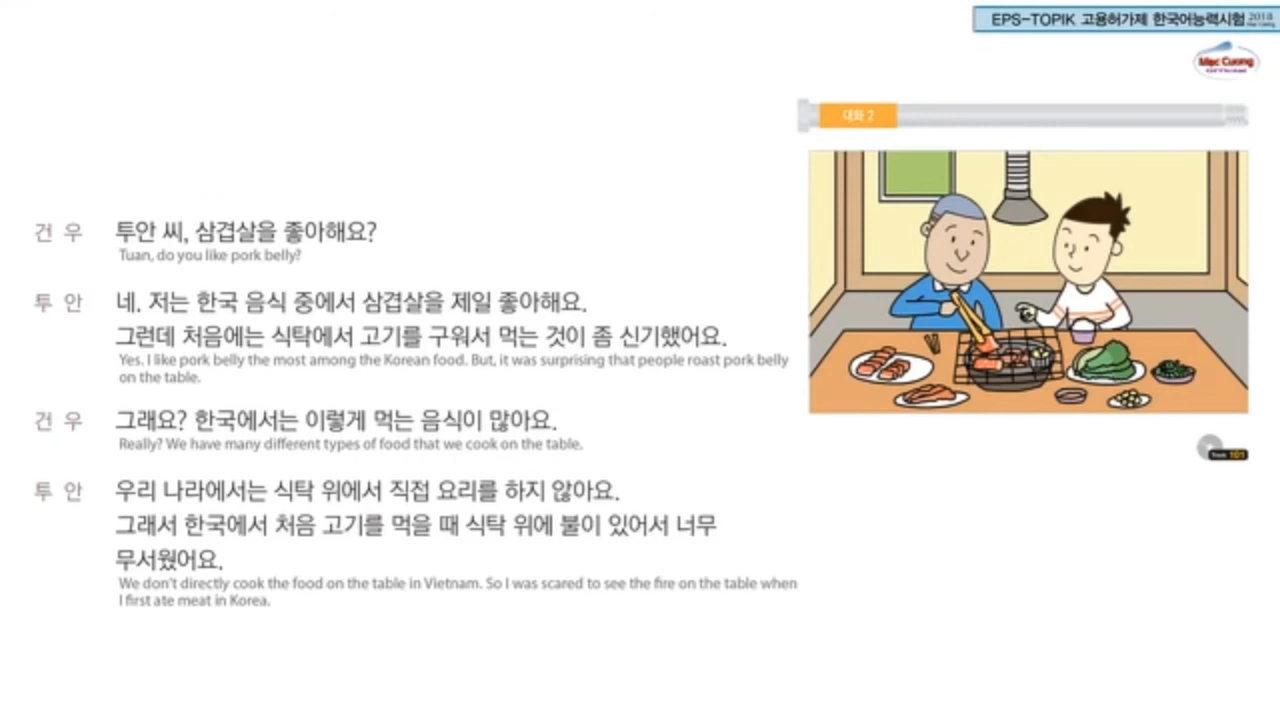 EPS-TOPIK 고용허가제 한국어능력시험 2018
Mạc Cương
대화 2
건 우 투안 씨, 삼겹살을 좋아해요?
Tuan, do you like pork belly?
투 안 네. 저는 한국 음식 중에서 삼겹살을 제일 좋아해요.
그런데 처음에는 식탁에서 고기를 구워서 먹는 것이 좀 신기했어요.
Yes. I like pork belly the most among the Korean food. But, it was surprising that people roast pork belly
on the table.
건 우 그래요? 한국에서는 이렇게 먹는 음식이 많아요.
Really? We have many different types of food that we cook on the table.
투 안 우리 나라에서는 식탁 위에서 직접 요리를 하지 않아요.
그래서 한국에서 처음 고기를 먹을 때 식탁 위에 불이 있어서 너무
무서웠어요.
We don't directly cook the food on the table in Vietnam. So I was scared to see the fire on the table when
I first ate meat in Korea.
Track 101